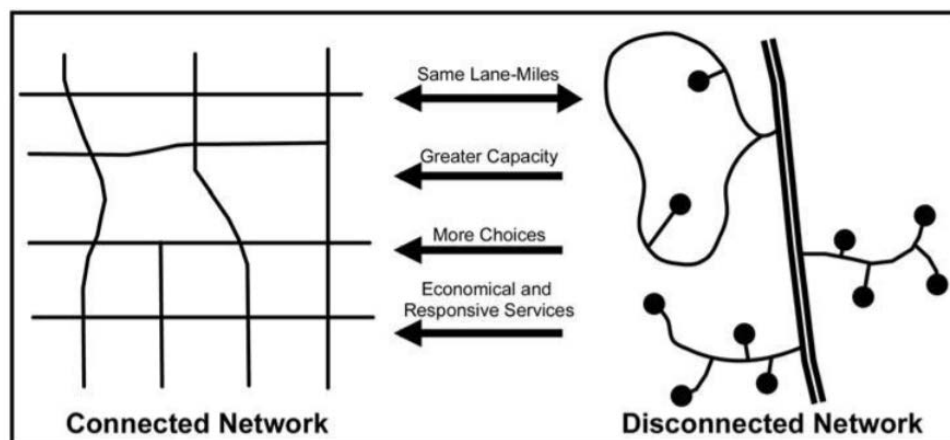 Same Lane-Miles
Greater Capacity
More Choices
Economical and
Responsive Services
Connected Network
Disconnected Network